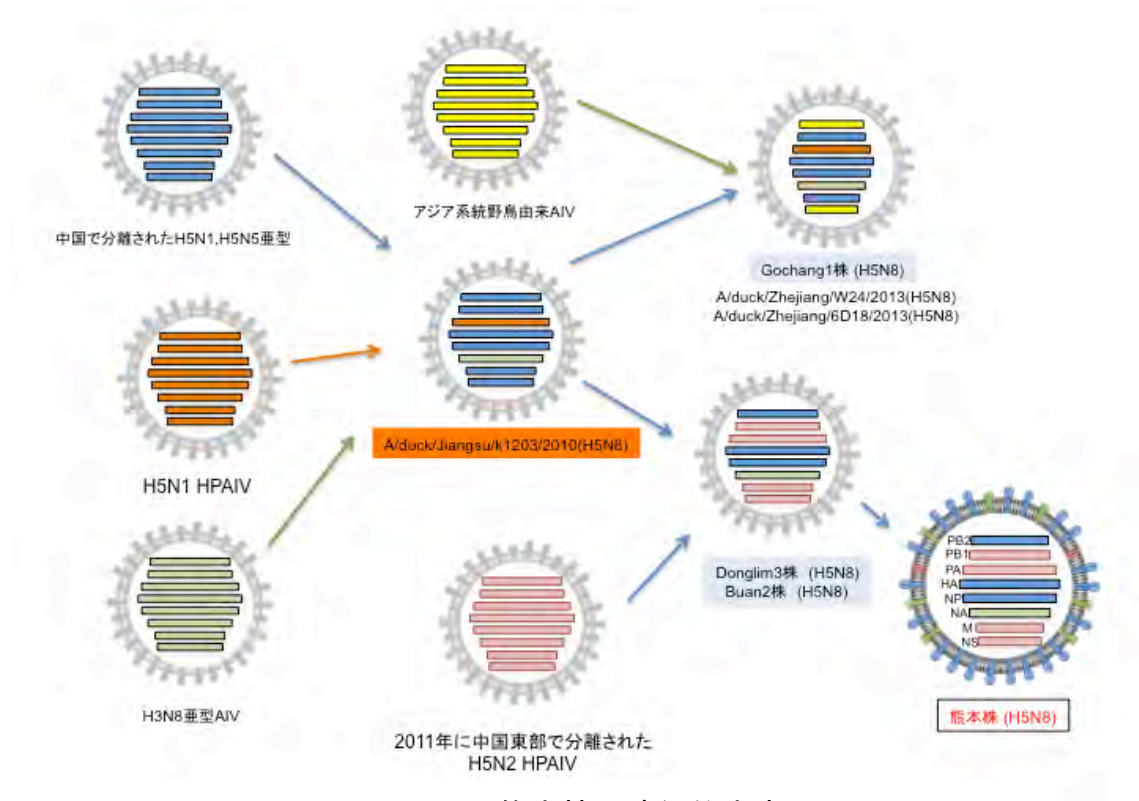 中国で分離されたH5N1,H5N5亜型
アジア系統野鳥由来AIV
Gochang1株 (H5N8)
A/duck/Zhejiang/W24/2013(H5N8)
A/duck/Zhejiang/6D18/2013(H5N8)
H5N1 HPAIV
A/duck/Jiangsu/k1203/2010(H5N8)
H3N8亜型AIV
2011年に中国東部で分離された
H5N2 HPAIV
Donglim3株 (H5N8)
Buan2株 (H5N8)
PB2
PB1
PA
HA
NP
NA
M
NS
熊本株 (H5N8)